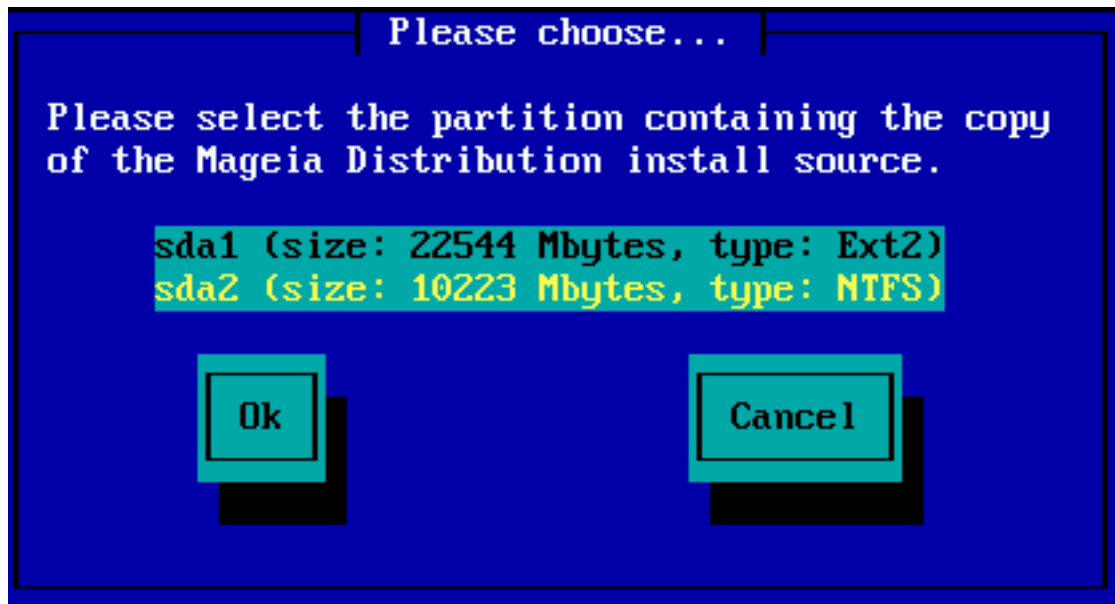 Please choose...
Please select the partition containing the copy
of the Mageia Distribution install source.
sda1 (size: 22544 Mbytes, type: Ext2)
sda2 (size: 10223 Mbytes, type: NTFS)
Ok Cancel